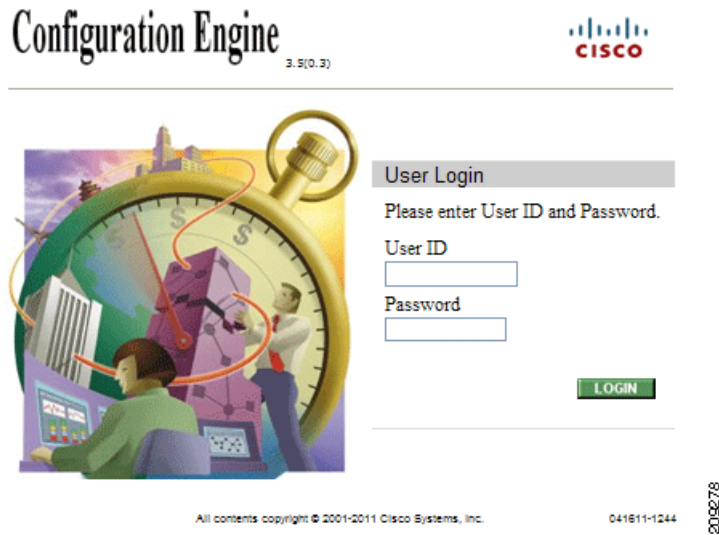 Configuration Engine
3.5(0.3)
CISCO
$ $ $
User Login
Please enter User ID and Password.
User ID
Password
LOGIN
All contents copyright © 2001-2011 Cisco Systems, Inc.
041611-1244
209278